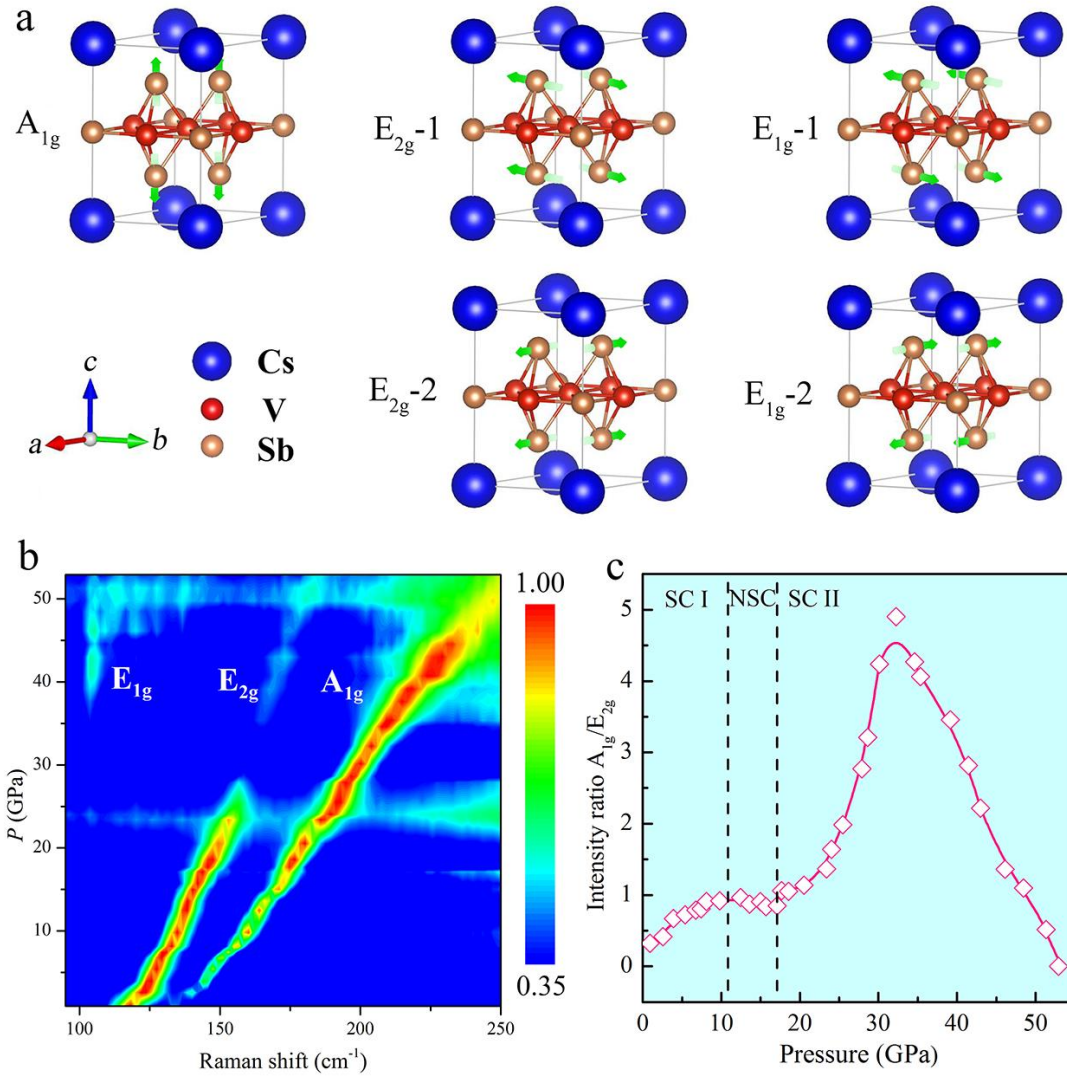 a
A1g
E2g-1
E1g-1
E2g-2
E1g-2
c
a
b
Cs
V
Sb
b
1.00
0.35
E1g
E2g
A1g
50
40
30
20
10
P (GPa)
100 150 200 250
Raman shift (cm-1)
c
SC I NSC SC II
5
4
3
2
1
0
Intensity ratio A1g/E2g
0 10 20 30 40 50
Pressure (GPa)